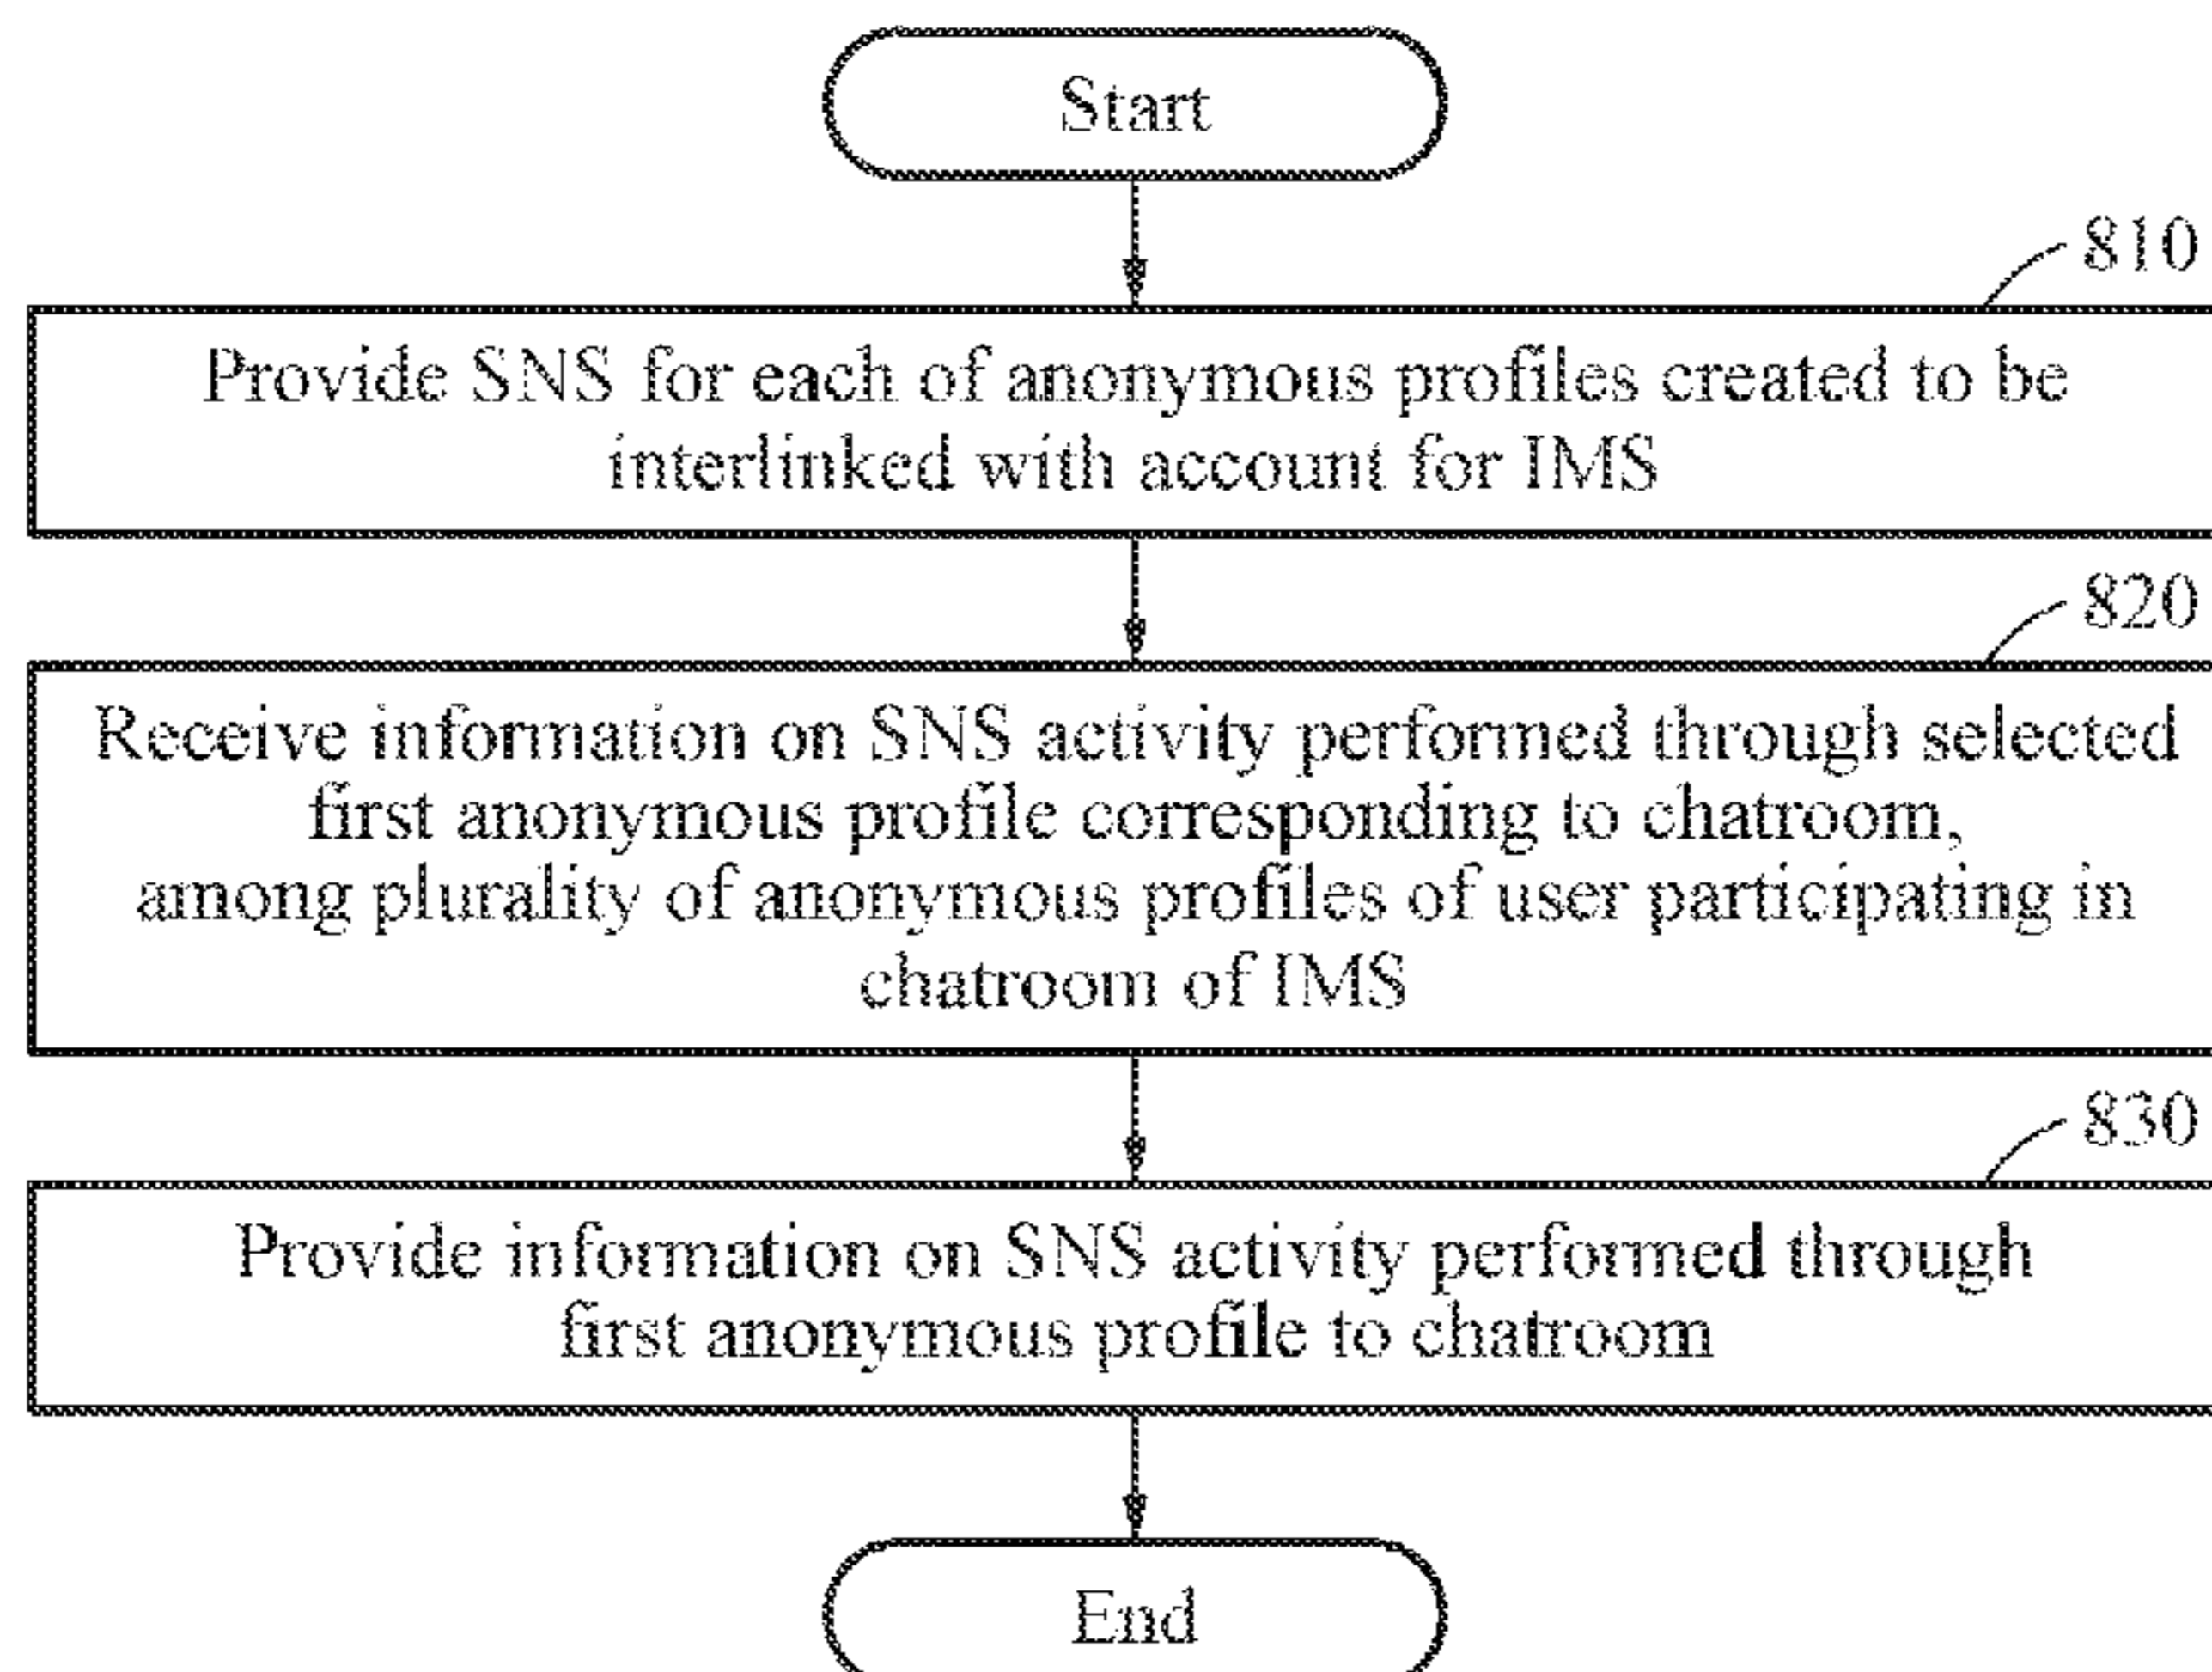 Start
810
Provide SNS for each of anonymous profiles created to be
interlinked with account for IMS
820
Receive information on SNS activity performed through selected
first anonymous profile corresponding to chatroom,
among plurality of anonymous profiles of user participating in
chatroom of IMS
830
Provide information on SNS activity performed through
first anonymous profile to chatroom
End